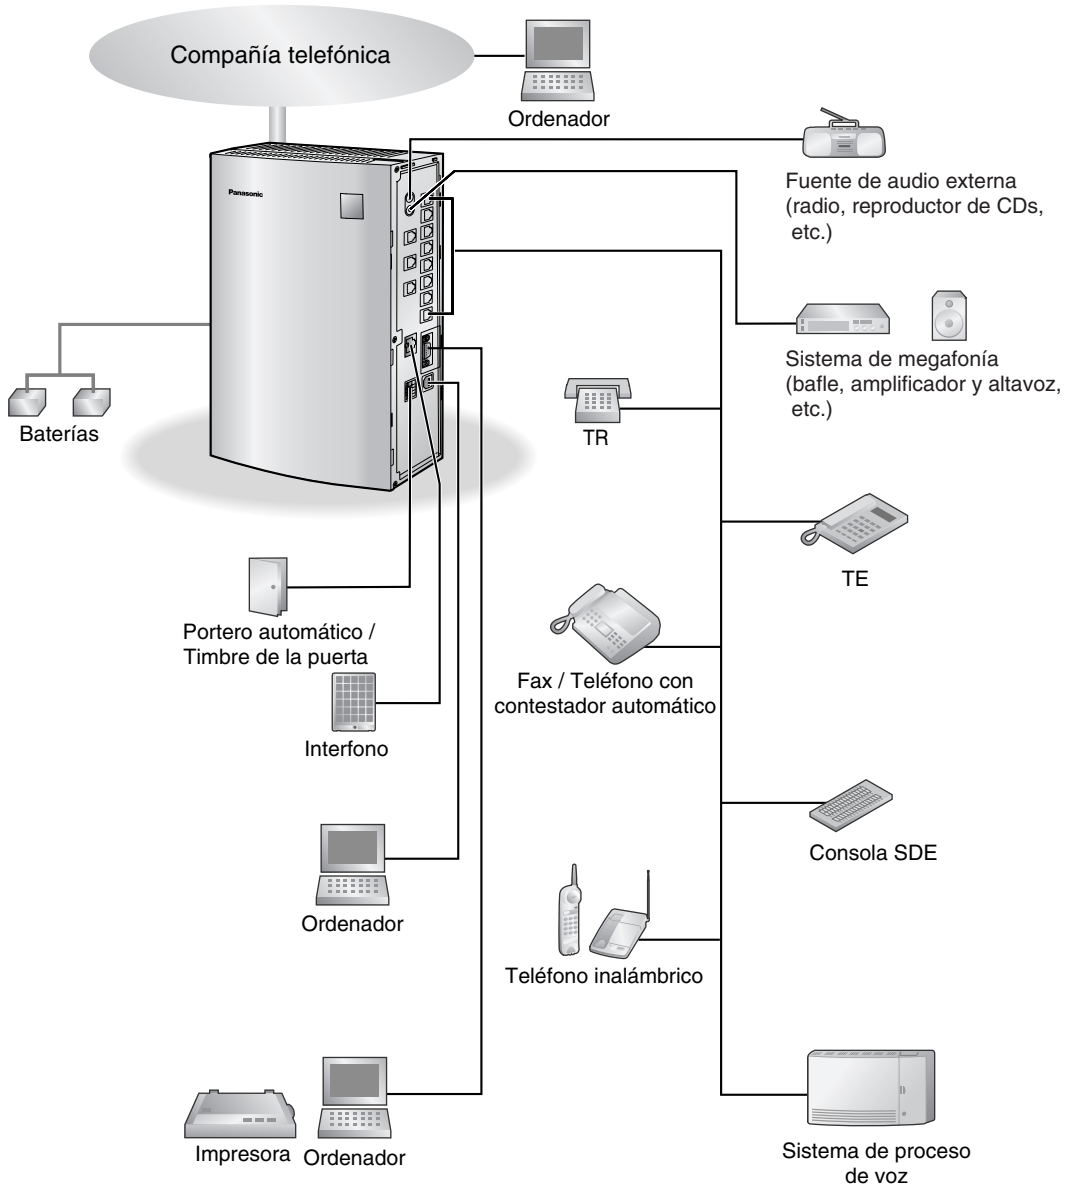 Compañía telefónica
Ordenador
Panasonic
Fuente de audio externa
(radio, reproductor de CDs,
etc.)
Sistema de megafonía
(bafle, amplificador y altavoz,
etc.)
Baterías
TR
TE
Portero automático /
Timbre de la puerta
Fax / Teléfono con
contestador automático
Interfono
Consola SDE
Ordenador
Teléfono inalámbrico
Impresora
Ordenador
Sistema de proceso
de voz